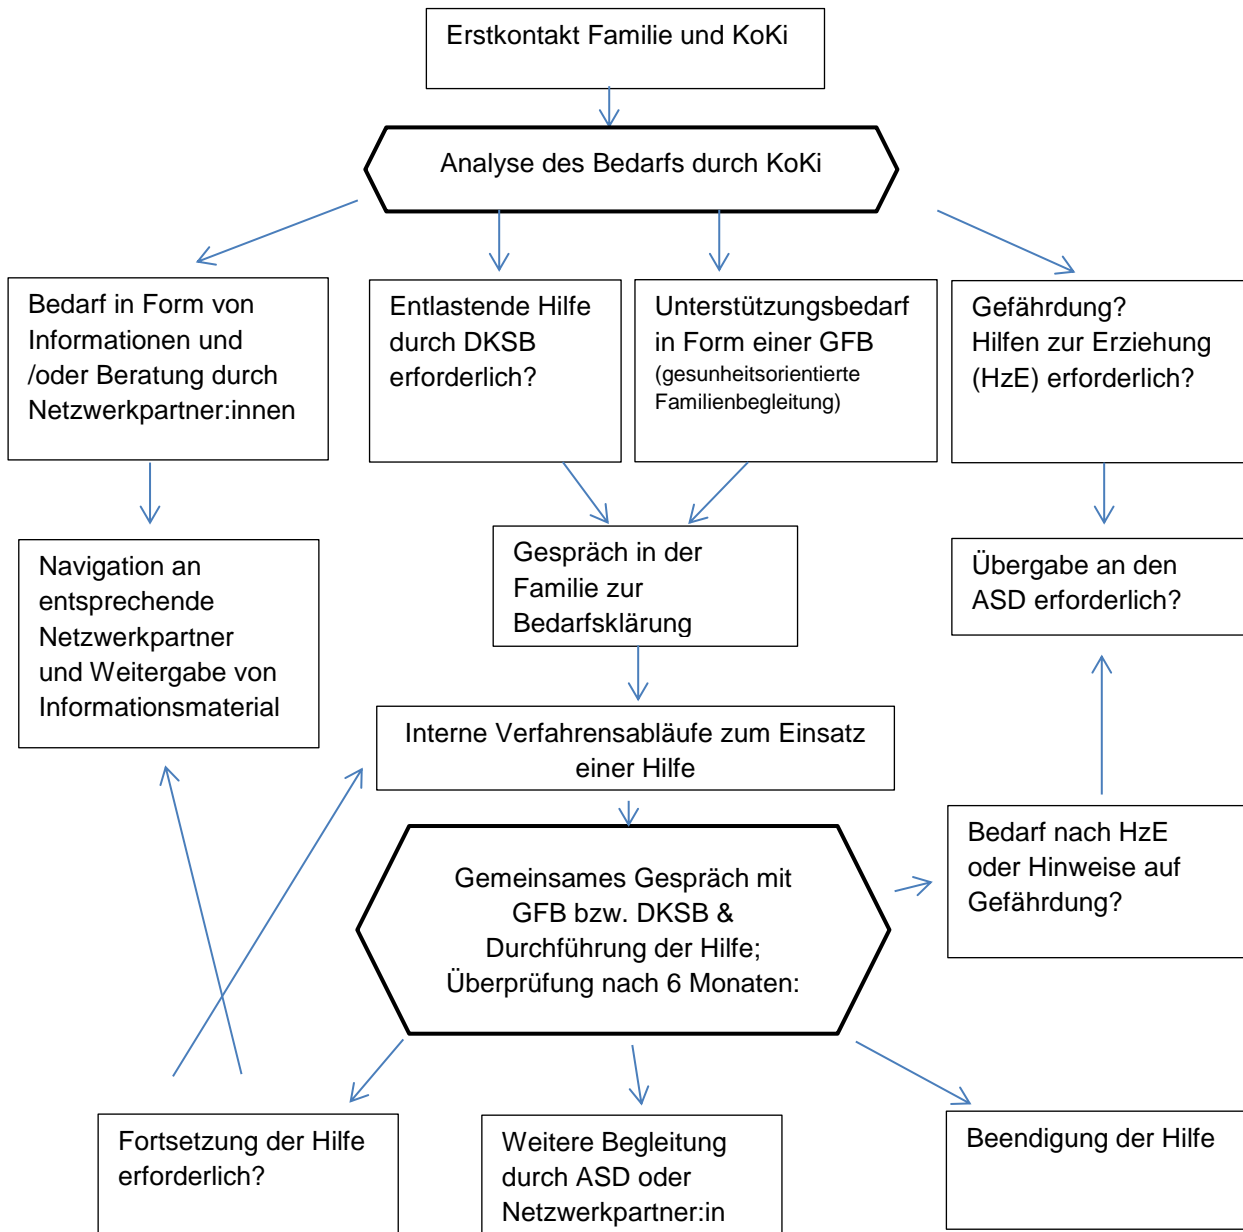 Erstkontakt Familie und KoKi
Analyse des Bedarfs durch KoKi
Bedarf in Form von
Informationen und
/oder Beratung durch
Netzwerkpartner:innen
Entlastende Hilfe
durch DKSB
erforderlich?
Unterstützungsbedarf
in Form einer GFB
(gesunheitsorientierte
Familienbegleitung)
Gefährdung?
Hilfen zur Erziehung
(HzE) erforderlich?
Navigation an
entsprechende
Netzwerkpartner
und Weitergabe von
Informationsmaterial
Gespräch in der
Familie zur
Bedarfsklärung
Übergabe an den
ASD erforderlich?
Interne Verfahrensabläufe zum Einsatz
einer Hilfe
Gemeinsames Gespräch mit
GFB bzw. DKSB &
Durchführung der Hilfe;
Überprüfung nach 6 Monaten:
Bedarf nach HzE
oder Hinweise auf
Gefährdung?
Fortsetzung der Hilfe
erforderlich?
Weitere Begleitung
durch ASD oder
Netzwerkpartner:in
Beendigung der Hilfe